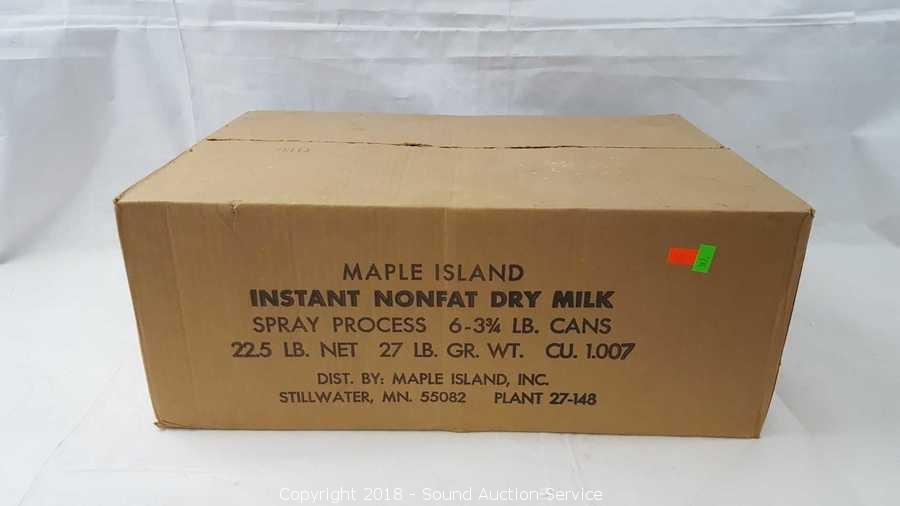 MAPLE ISLAND
INSTANT NONFAT DRY MILK
SPRAY PROCESS 6-3¾ LB. CANS
22.5 LB. NET 27 LB. GR. WT. CU. 1.007
DIST. BY: MAPLE ISLAND, INC.
STILLWATER, MN. 55082 PLANT 27-148
Copyright 2018 - Sound Auction Service